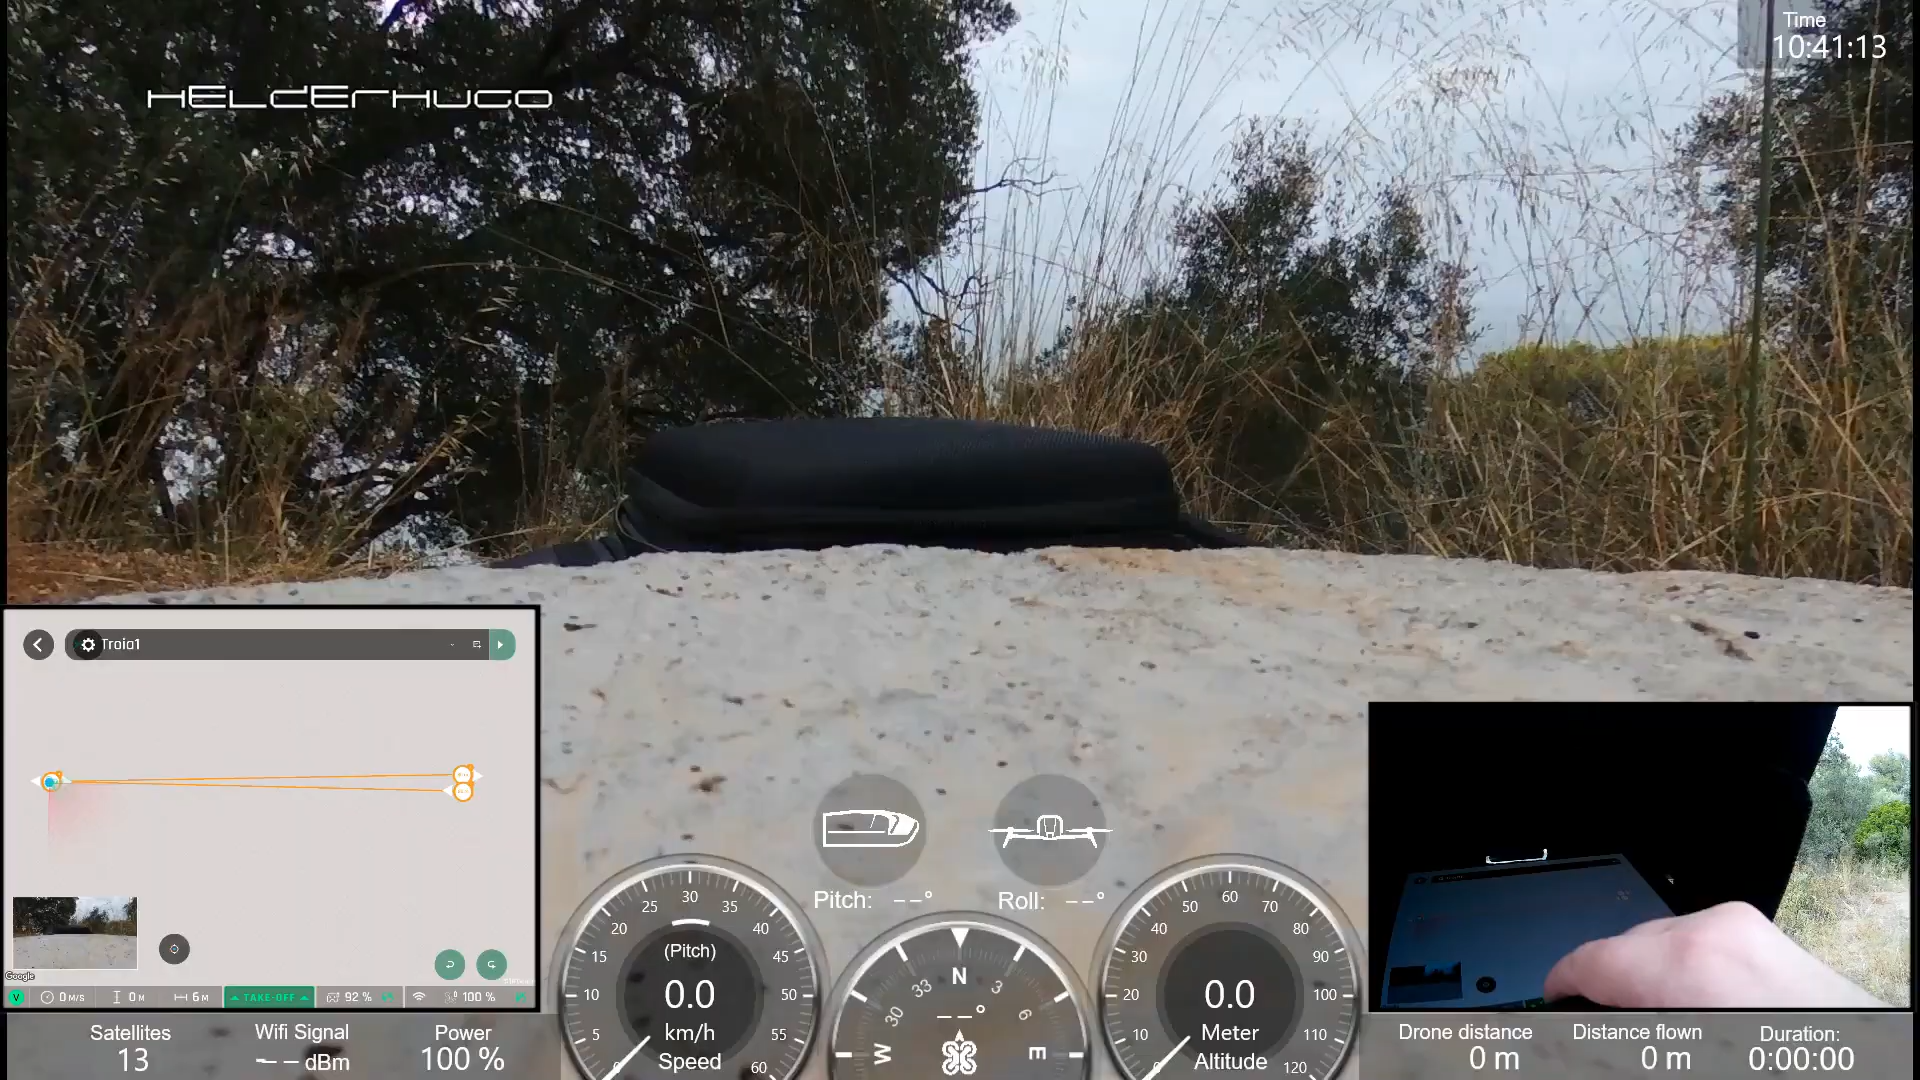 HELDERHUGO
Time
10:41:13
Troia1
Google
V
0 M/S
0 M
6 M
TAKE-OFF
92 %
100 %
Satellites
13
Wifi Signal
-- dBm
Power
100 %
Pitch: --°
Roll: --°
0 5 10 15 20 25 30 35 40 45 50 55 60
(Pitch)
0.0
km/h
Speed
W 30 33 N 3 6 E
--°
0 10 20 30 40 50 60 70 80 90 100 110 120
0.0
Meter
Altitude
Drone distance
0 m
Distance flown
0 m
Duration:
0:00:00